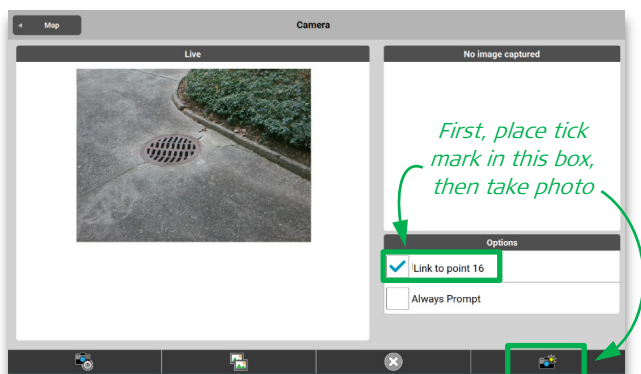 Map
Camera
Live
No image captured
First, place tick
mark in this box,
then take photo
Options
Link to point 16
Always Prompt